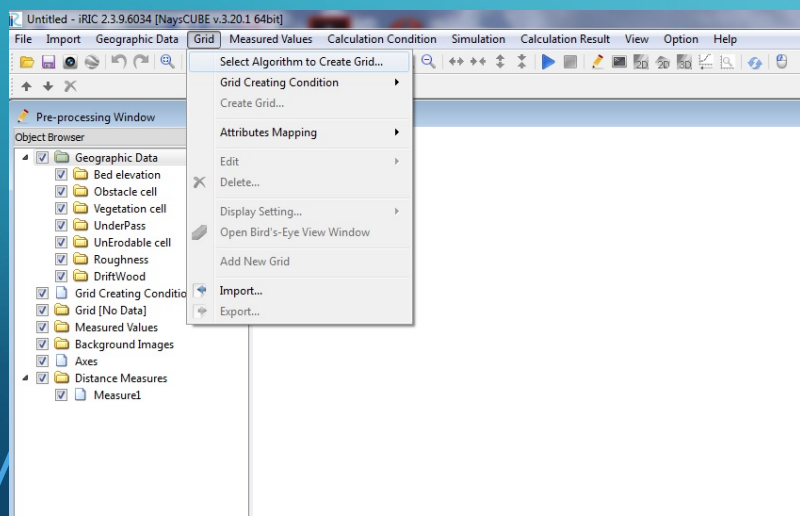 Untitled - iRIC 2.3.9.6034 [NaysCUBE v.3.20.1 64bit]
File Import Geographic Data Grid Measured Values Calculation Condition Simulation Calculation Result View Option Help
Select Algorithm to Create Grid...
Grid Creating Condition
Create Grid...
Attributes Mapping
Edit
Delete...
Display Setting...
Open Bird's-Eye View Window
Add New Grid
Import...
Export...
2D 2D 3D
Pre-processing Window
Object Browser
Geographic Data
Bed elevation
Obstacle cell
Vegetation cell
UnderPass
UnErodable cell
Roughness
DriftWood
Grid Creating Conditio
Grid [No Data]
Measured Values
Background Images
Axes
Distance Measures
Measure1